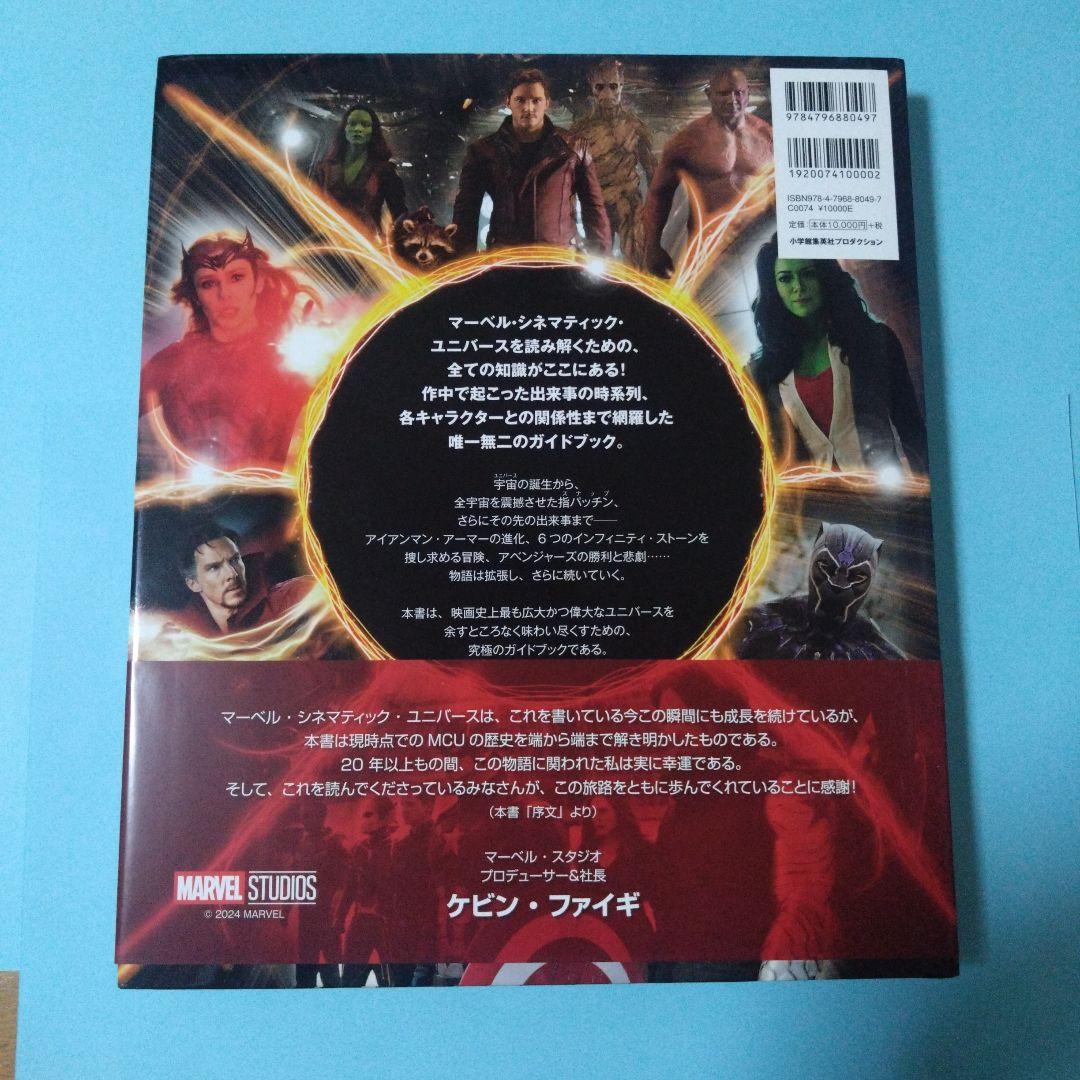 9784796880497
1920074100002
ISBN978-4-7968-8049-7
C0074 ¥10000E
定価:本体10,000円+税
小学館集英社プロダクション
マーベル・シネマティック・
ユニバースを読み解くための、
全ての知識がここにある!
作中で起こった出来事の時系列、
各キャラクターとの関係性まで網羅した
唯一無二のガイドブック。
ユニバース
宇宙の誕生から、
スナップ
全宇宙を震撼させた指パッチン、
さらにその先の出来事まで――
アイアンマン・アーマーの進化、6つのインフィニティ・ストーンを
捜し求める冒険、アベンジャーズの勝利と悲劇……
物語は拡張し、さらに続いていく。
本書は、映画史上最も広大かつ偉大なユニバースを
余すところなく味わい尽くすための、
究極のガイドブックである。
マーベル・シネマティック・ユニバースは、これを書いている今この瞬間にも成長を続けているが、
本書は現時点での MCU の歴史を端から端まで解き明かしたものである。
20 年以上もの間、この物語に関われた私は実に幸運である。
そして、これを読んでくださっているみなさんが、この旅路をともに歩んでくれていることに感謝!
(本書「序文」より)
マーベル・スタジオ
プロデューサー&社長
ケビン・ファイギ
MARVEL STUDIOS
© 2024 MARVEL